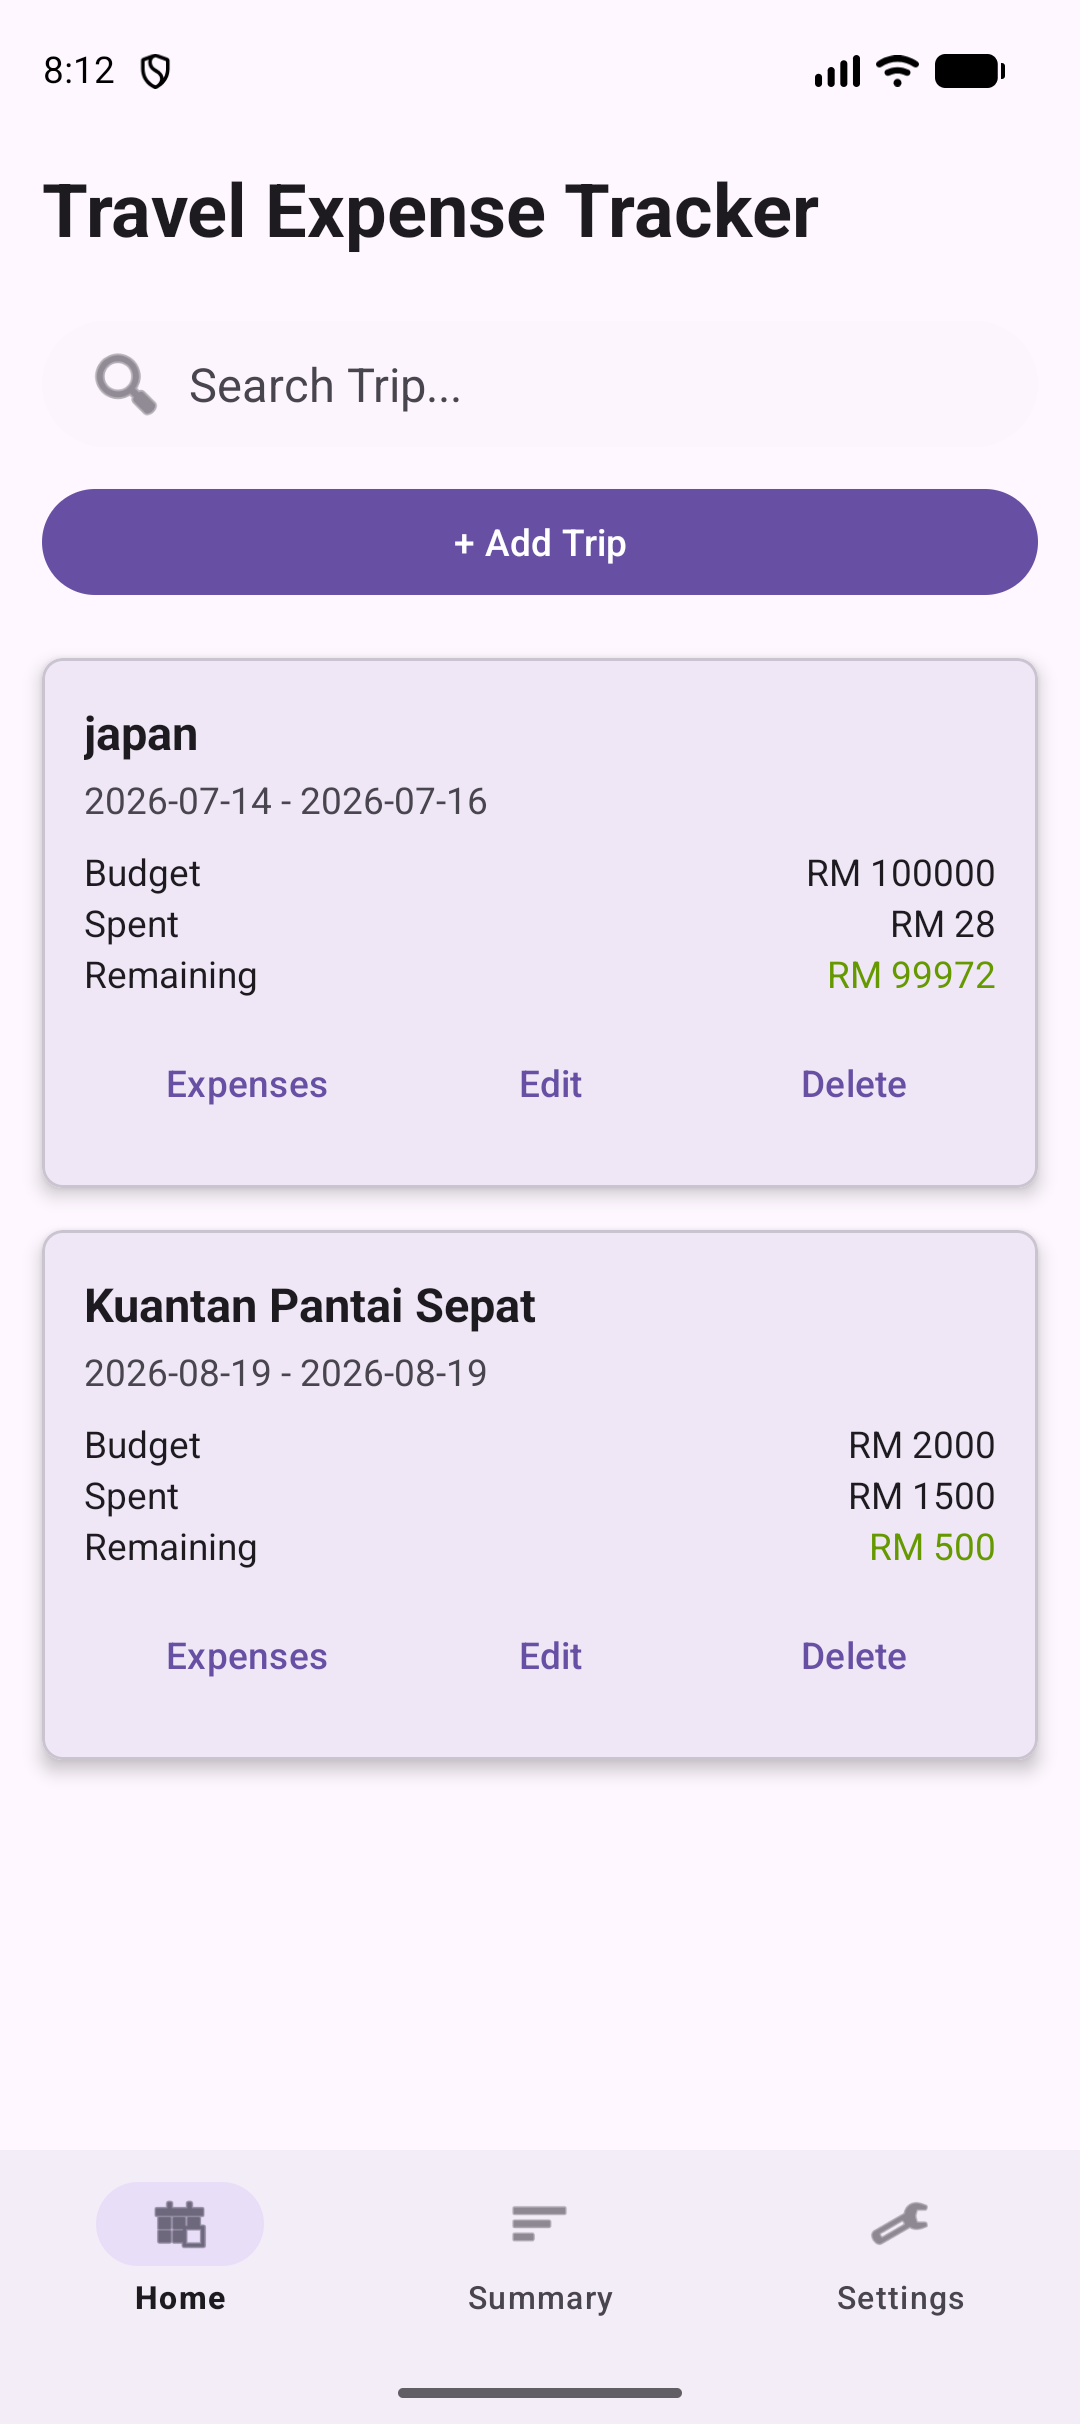 8:12
Travel Expense Tracker
Search Trip...
+ Add Trip
japan
2026-07-14 - 2026-07-16
Budget RM 100000
Spent RM 28
Remaining RM 99972
Expenses Edit Delete
Kuantan Pantai Sepat
2026-08-19 - 2026-08-19
Budget RM 2000
Spent RM 1500
Remaining RM 500
Expenses Edit Delete
Home Summary Settings